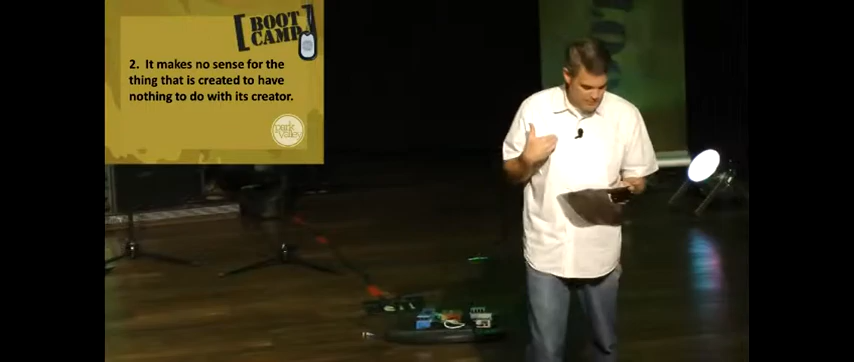 BOOT
CAMP
2. It makes no sense for the
thing that is created to have
nothing to do with its creator.
park
valley